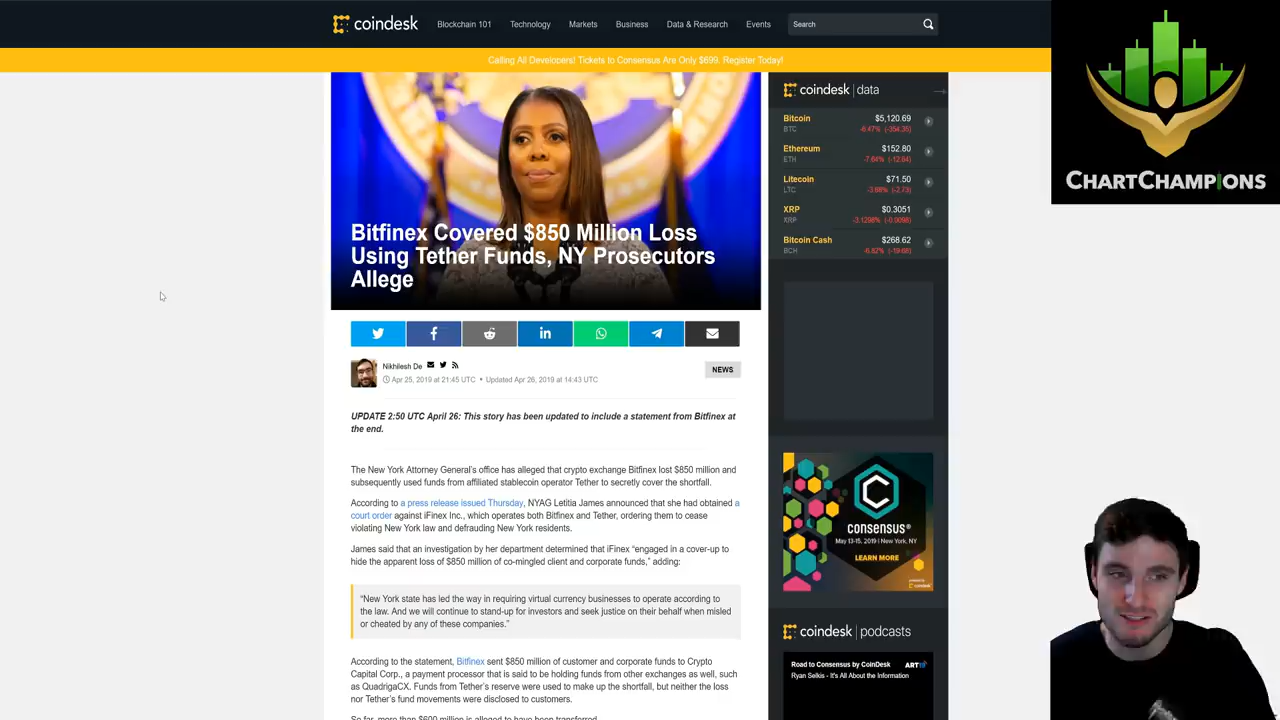 coindesk
Blockchain 101
Technology
Markets
Business
Data & Research
Events
Search
Calling All Developers! Tickets to Consensus Are Only $699. Register Today!
Bitfinex Covered $850 Million Loss
Using Tether Funds, NY Prosecutors
Allege
Nikhilesh De
Apr 25, 2019 at 21:45 UTC • Updated Apr 26, 2019 at 14:43 UTC
NEWS
UPDATE 2:50 UTC April 26: This story has been updated to include a statement from Bitfinex at
the end.
The New York Attorney General's office has alleged that crypto exchange Bitfinex lost $850 million and
subsequently used funds from affiliated stablecoin operator Tether to secretly cover the shortfall.
According to a press release issued Thursday, NYAG Letitia James announced that she had obtained a
court order against iFinex Inc., which operates both Bitfinex and Tether, ordering them to cease
violating New York law and defrauding New York residents.
James said that an investigation by her department determined that iFinex “engaged in a cover-up to
hide the apparent loss of $850 million of co-mingled client and corporate funds,” adding:
“New York state has led the way in requiring virtual currency businesses to operate according to
the law. And we will continue to stand-up for investors and seek justice on their behalf when misled
or cheated by any of these companies.”
According to the statement, Bitfinex sent $850 million of customer and corporate funds to Crypto
Capital Corp., a payment processor that is said to be holding funds from other exchanges as well, such
as QuadrigaCX. Funds from Tether's reserve were used to make up the shortfall, but neither the loss
nor Tether's fund movements were disclosed to customers.
So far, more than $600 million is alleged to have been transferred
coindesk | data
Bitcoin $5,120.69
BTC -6.47% (-354.35)
Ethereum $152.80
ETH -7.64% (-12.64)
Litecoin $71.50
LTC -3.68% (-2.73)
XRP $0.3051
XRP -3.1298% (-0.0098)
Bitcoin Cash $268.62
BCH -6.82% (-19.68)
CONSENSUS
May 13-15, 2019 | New York, NY
LEARN MORE
coindesk | podcasts
Road to Consensus by CoinDesk
Ryan Selkis - It's All About the Information
CHARTCHAMPIONS